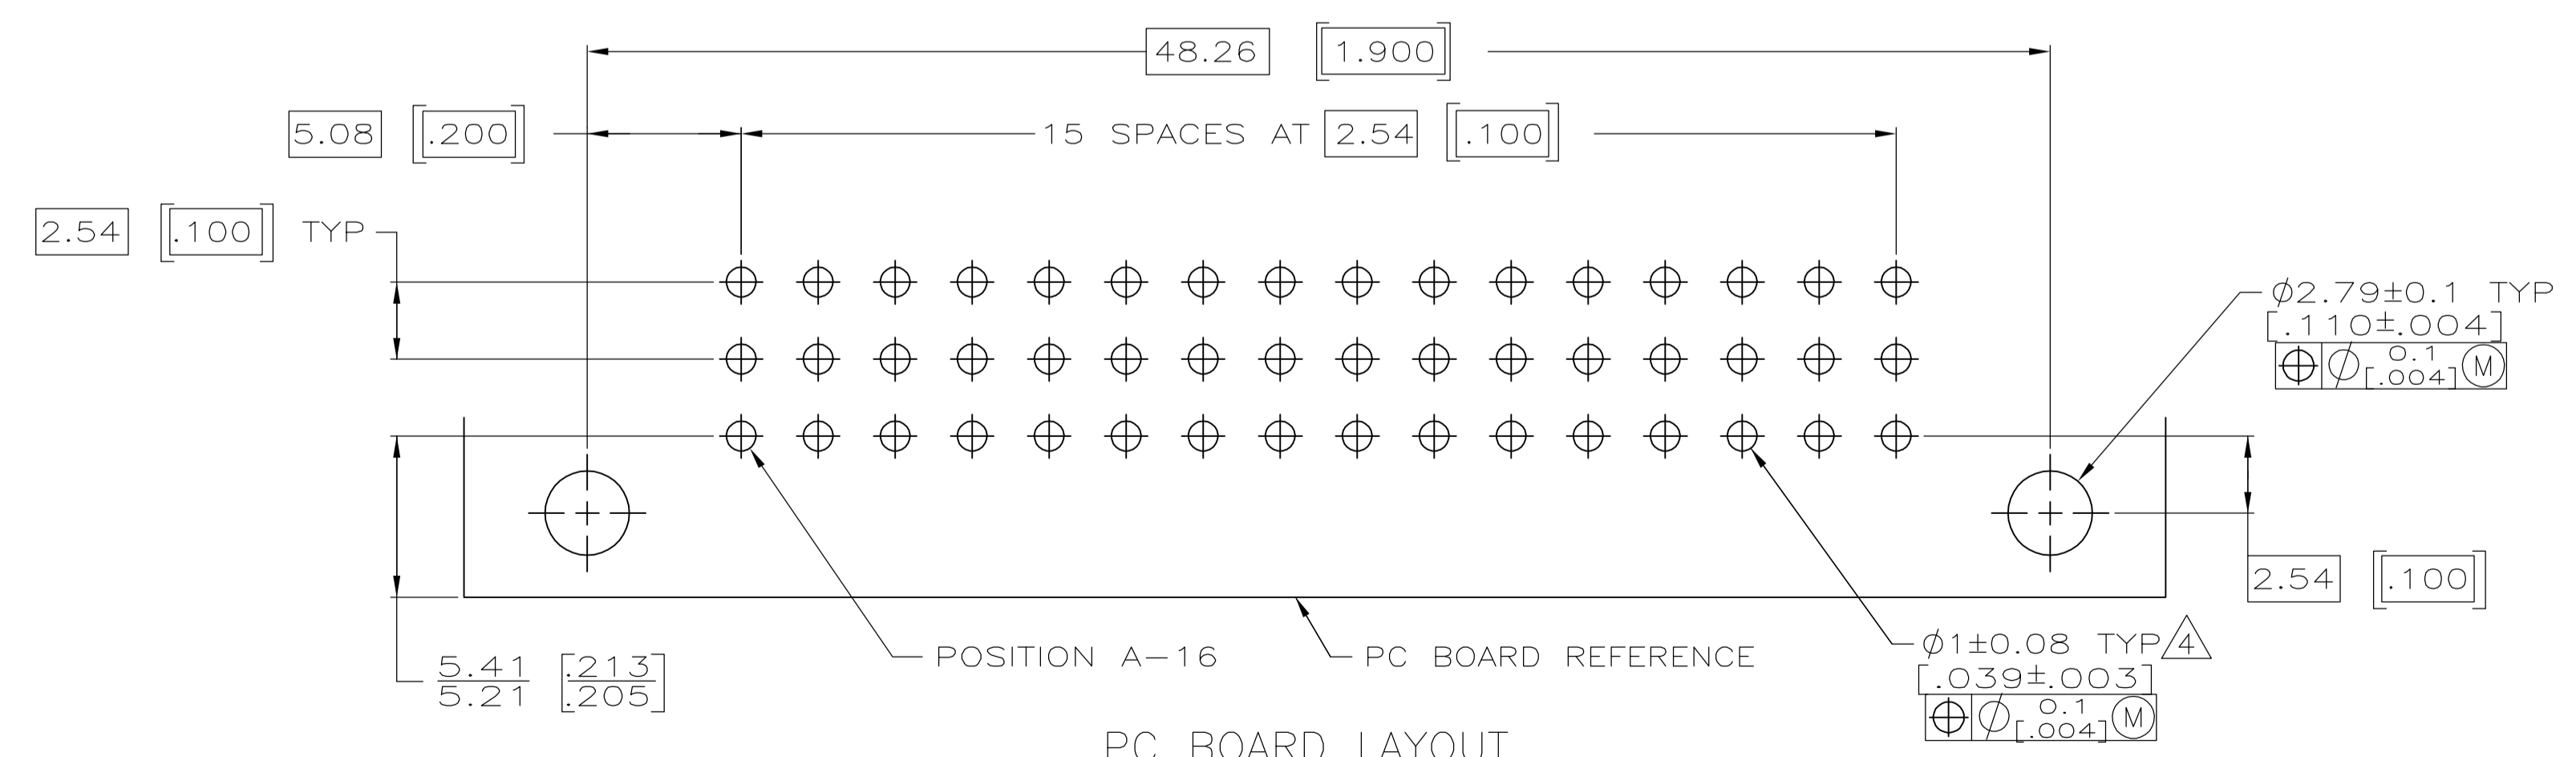 48.26 [1.900]
5.08 [.200]
15 SPACES AT 2.54 [.100]
2.54 [.100] TYP
⌀2.79±0.1 TYP
[.110±.004]
⌖ ⌀ 0.1 [.004] Ⓜ
2.54 [.100]
5.41 [.213]
5.21 [.205]
POSITION A-16
PC BOARD REFERENCE
⌀1±0.08 TYP 4
[.039±.003]
⌖ ⌀ 0.1 [.004] Ⓜ
PC BOARD LAYOUT